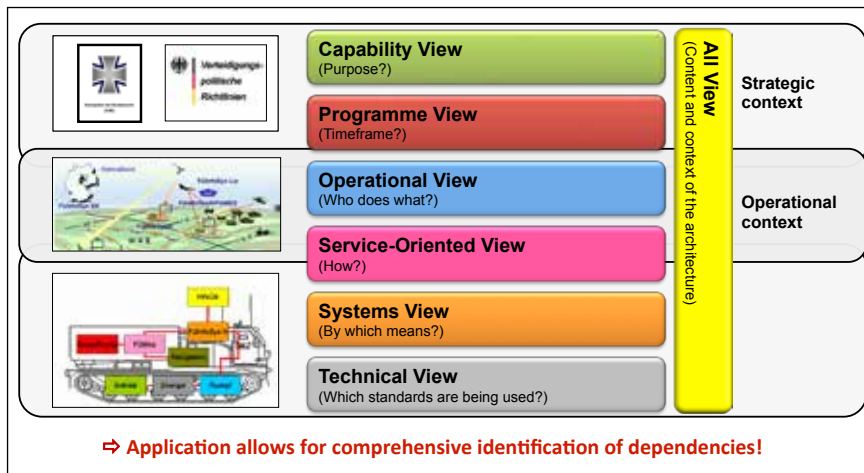 Verteidigungs-
politische
Richtlinien
Capability View
(Purpose?)
Programme View
(Timeframe?)
Operational View
(Who does what?)
Service-Oriented View
(How?)
Systems View
(By which means?)
Technical View
(Which standards are being used?)
All View
(Content and context of the architecture)
Strategic
context
Operational
context
⇨ Application allows for comprehensive identification of dependencies!